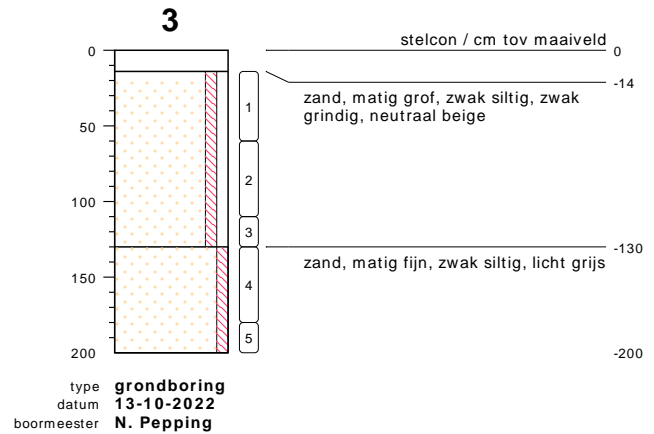 3
stelcon / cm tov maaiveld
0
0
-14
zand, matig grof, zwak siltig, zwak
grindig, neutraal beige
1
50
2
100
3
-130
zand, matig fijn, zwak siltig, licht grijs
150
4
5
200
-200
type grondboring
datum 13-10-2022
boormeester N. Pepping